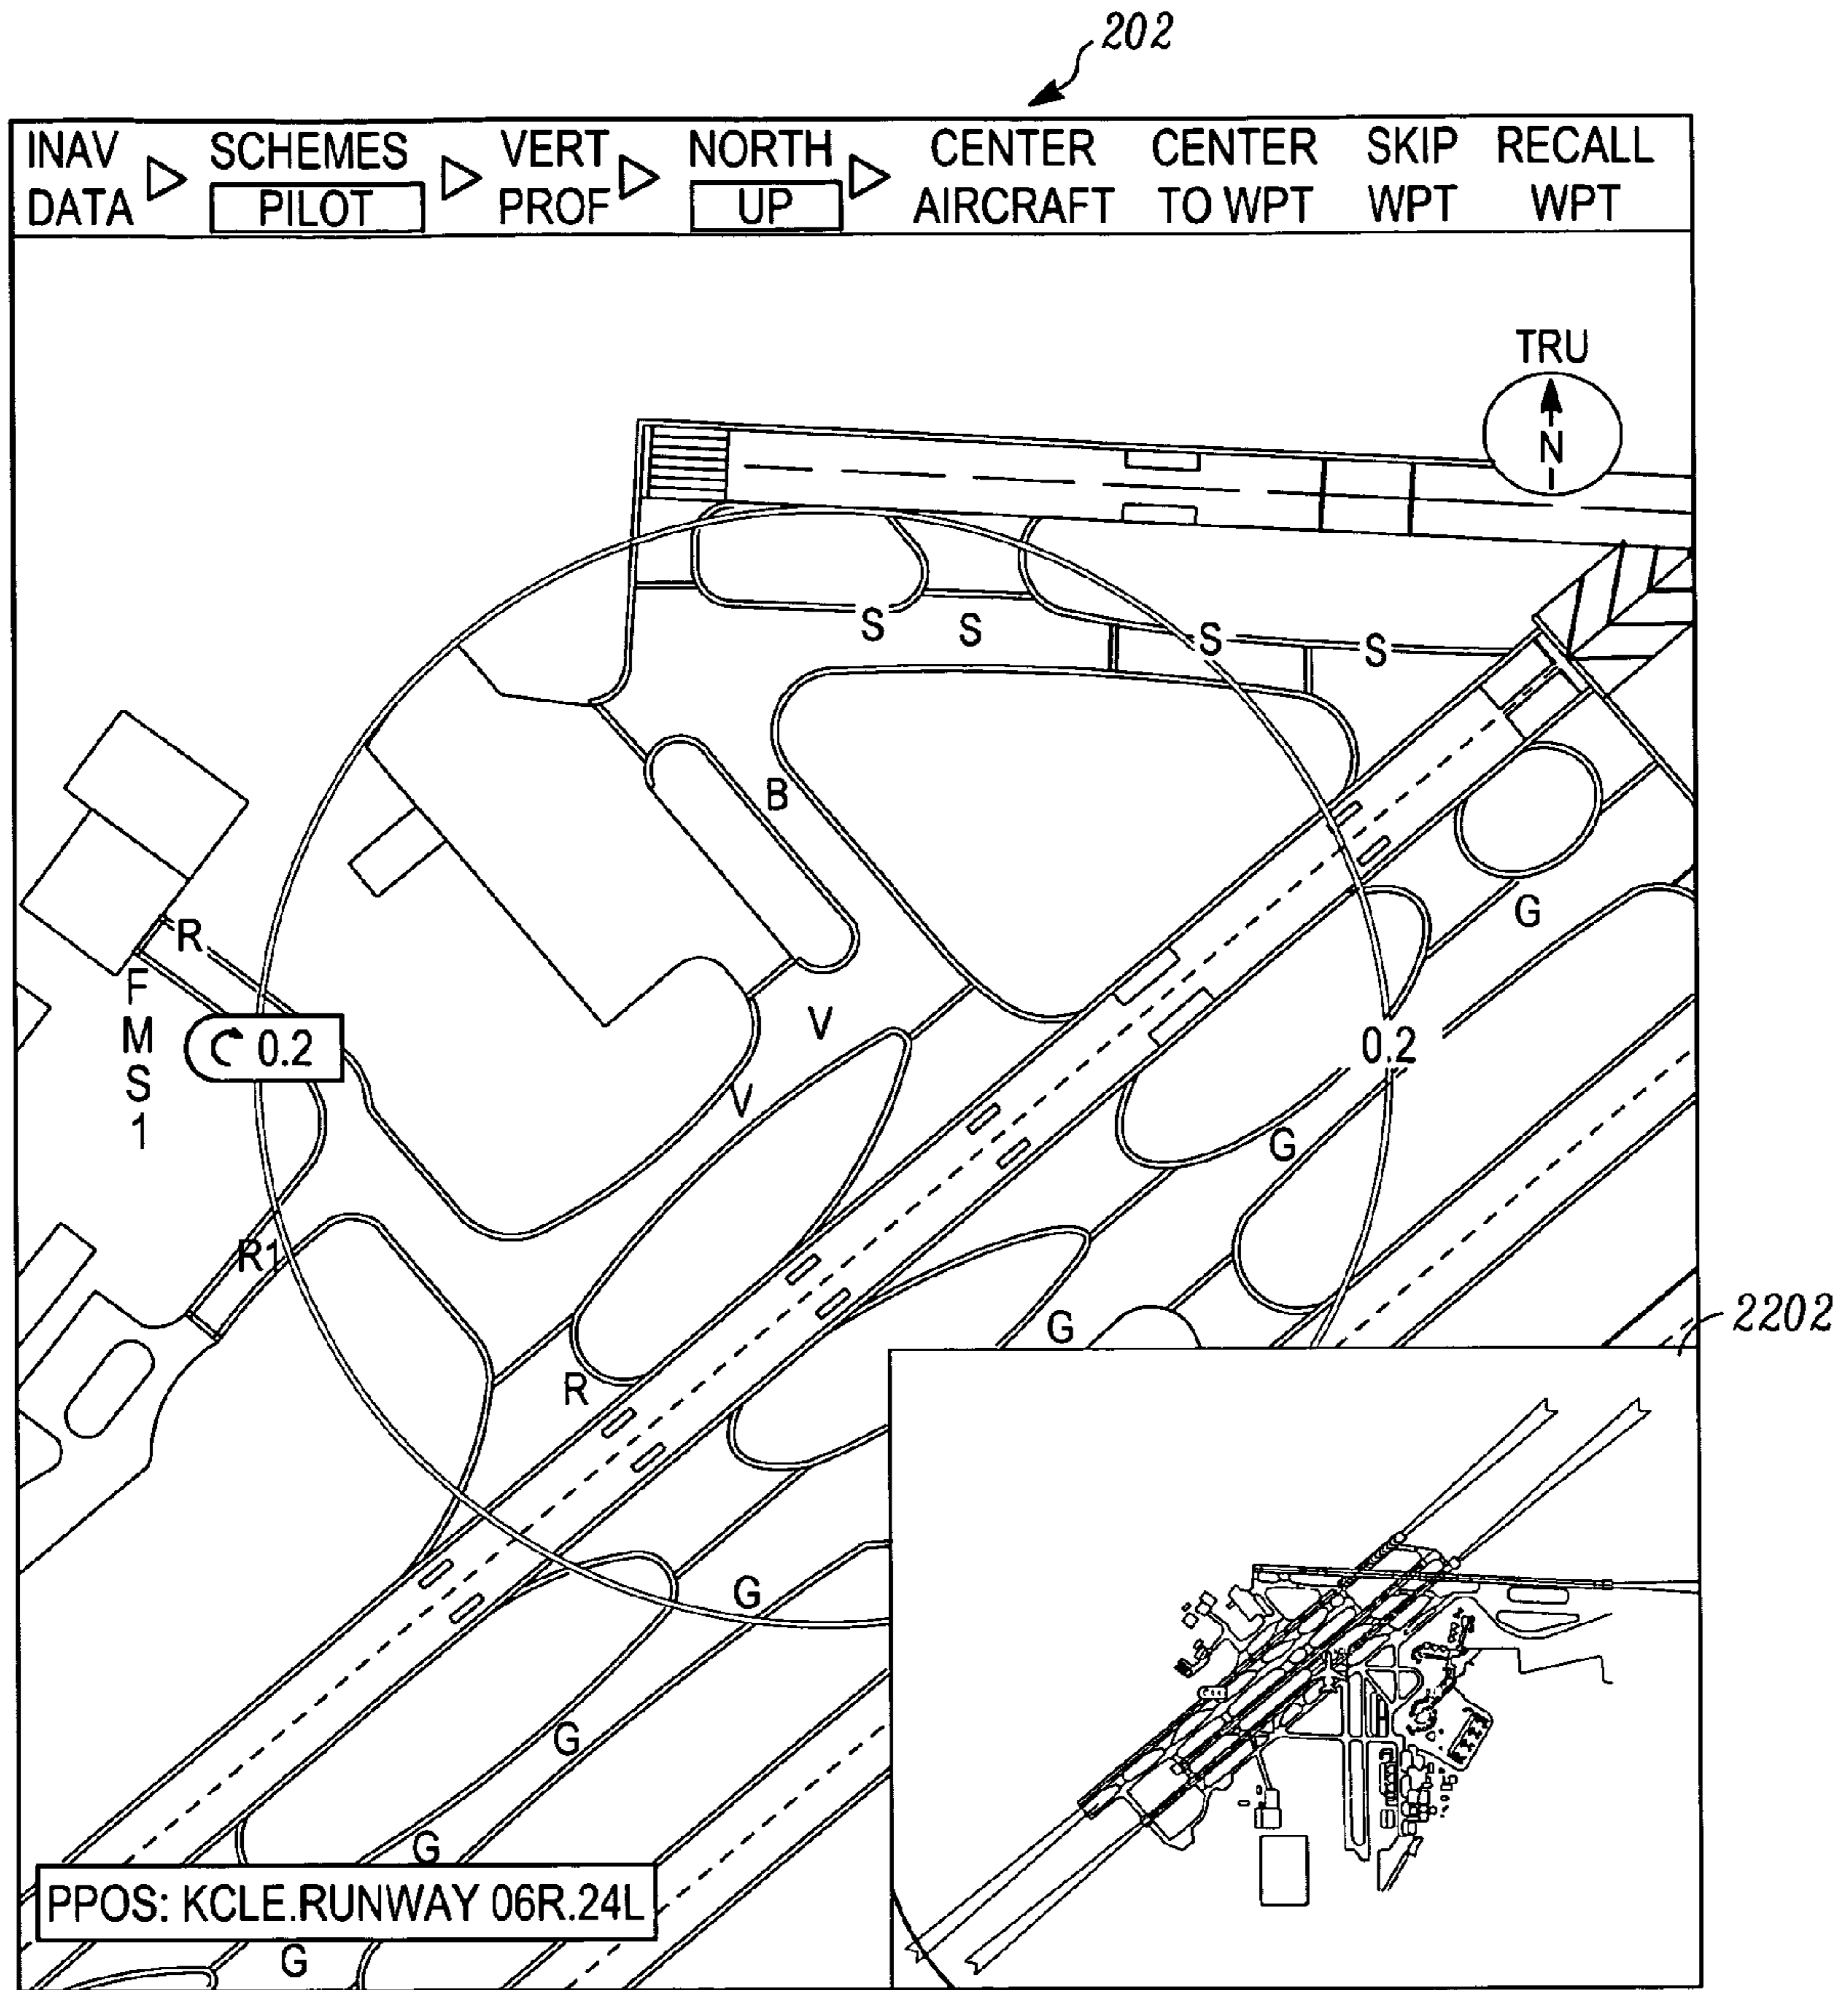 202
INAV DATA
SCHEMES PILOT
VERT PROF
NORTH UP
CENTER AIRCRAFT
CENTER TO WPT
SKIP WPT
RECALL WPT
TRU
N
S
S
S
S
B
G
R
FMS1
0.2
V
0.2
V
G
R1
G
2202
R
G
G
G
PPOS: KCLE.RUNWAY 06R.24L
G